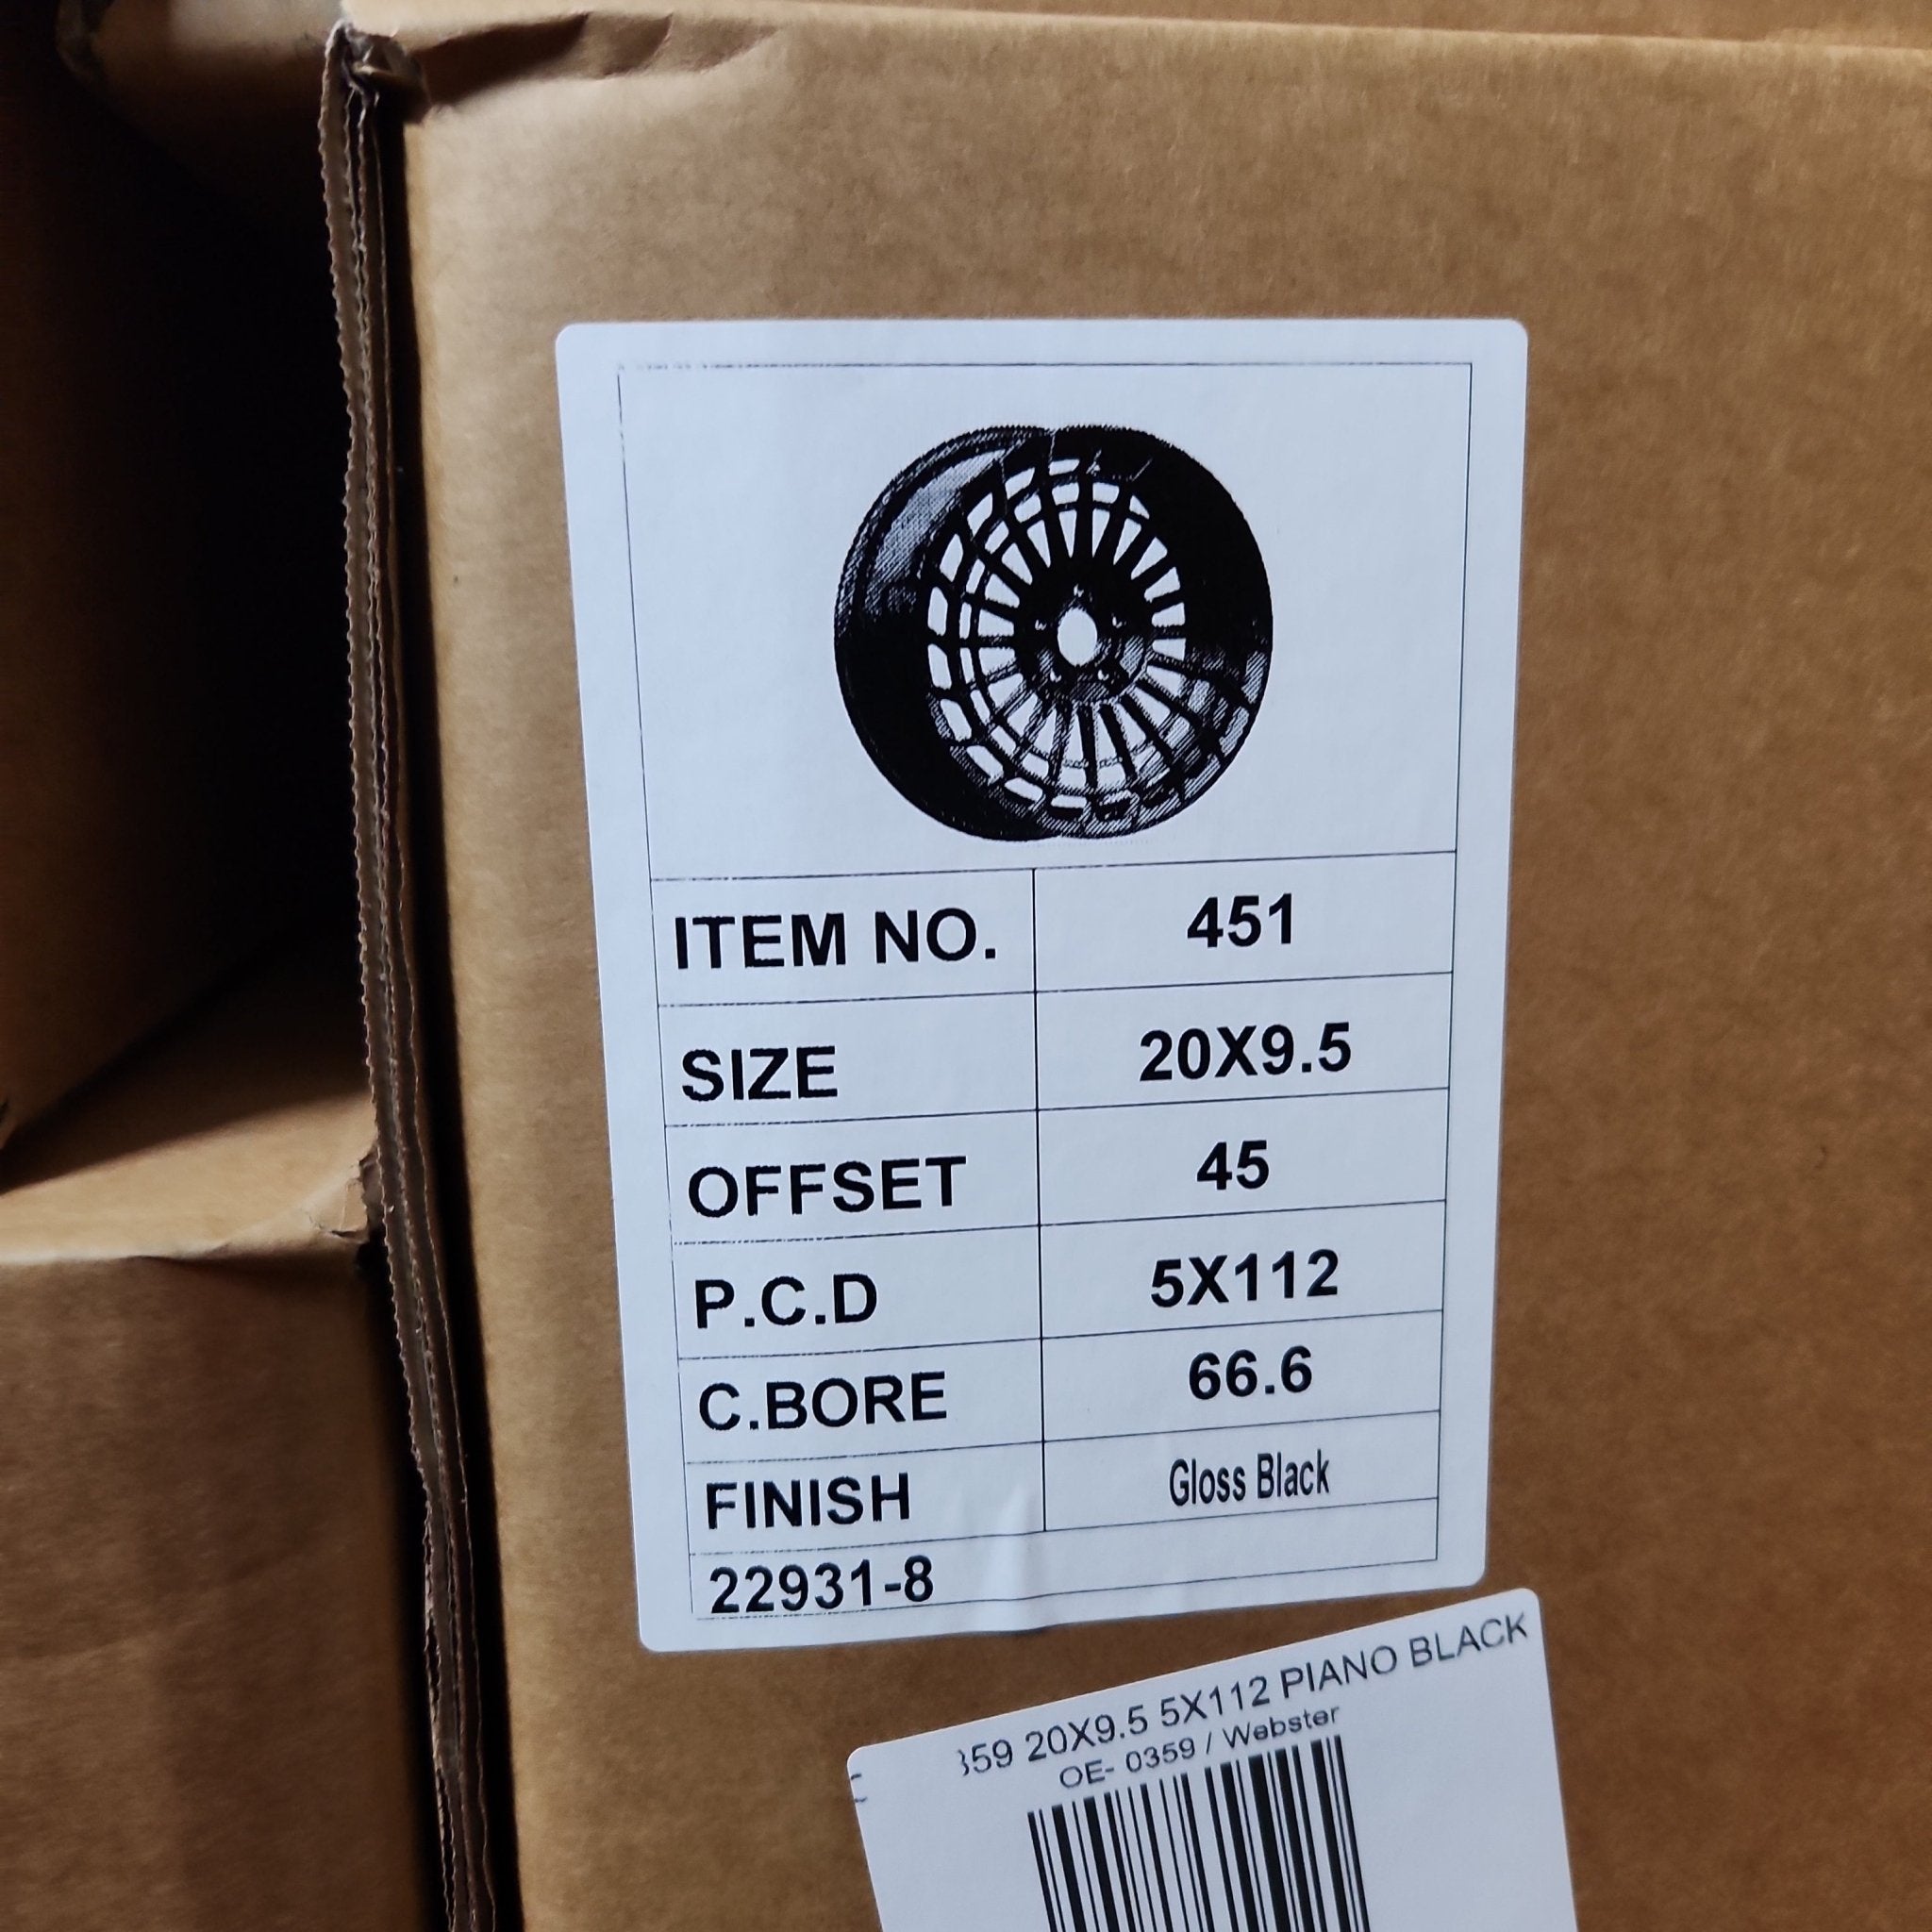 ITEM NO. 451
SIZE 20X9.5
OFFSET 45
P.C.D 5X112
C.BORE 66.6
FINISH Gloss Black
22931-8
20X9.5 5X112 PIANO BLACK
OE- 0359 / Webster